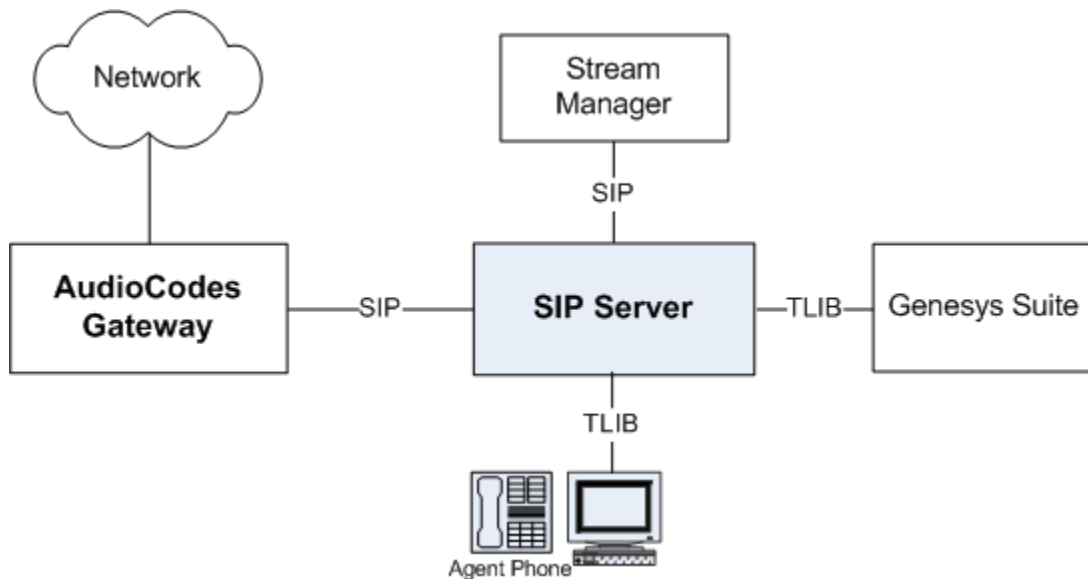 Network
Stream
Manager
SIP
AudioCodes
Gateway
SIP
SIP Server
TLIB
Genesys Suite
TLIB
Agent Phone